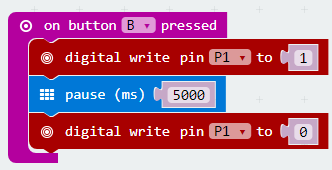 on button B pressed
digital write pin P1 to 1
pause (ms) 5000
digital write pin P1 to 0